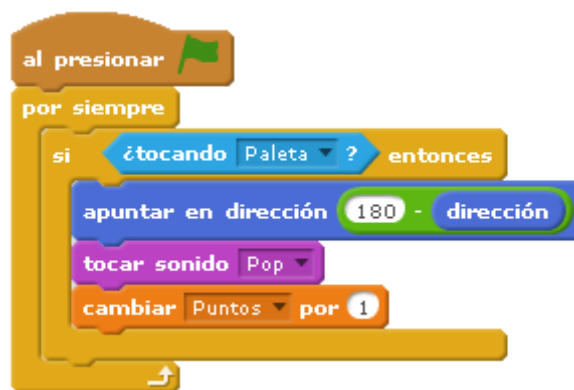 al presionar
por siempre
si ¿tocando Paleta ? entonces
apuntar en dirección 180 - dirección
tocar sonido Pop
cambiar Puntos por 1